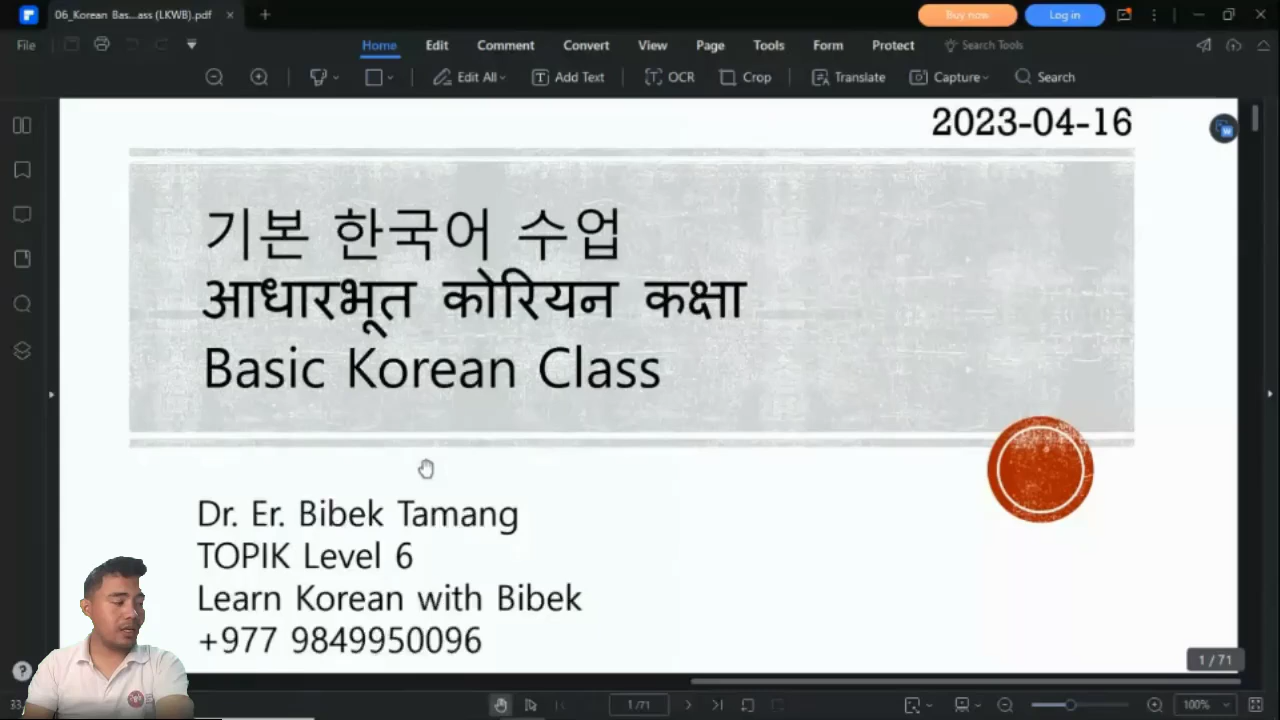 06_Korean Bas...ass (LKWB).pdf
Buy now
Log in
File
Home Edit Comment Convert View Page Tools Form Protect Search Tools
Edit All Add Text OCR Crop Translate Capture Search
2023-04-16
기본 한국어 수업
आधारभूत कोरियन कक्षा
Basic Korean Class
Dr. Er. Bibek Tamang
TOPIK Level 6
Learn Korean with Bibek
+977 9849950096
1 / 71
1 /71
100%